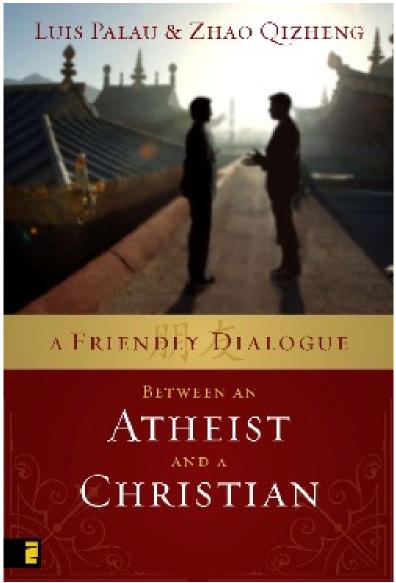 LUIS PALAU & ZHAO QIZHENG
朋友
A FRIENDLY DIALOGUE
BETWEEN AN
ATHEIST
AND A
CHRISTIAN